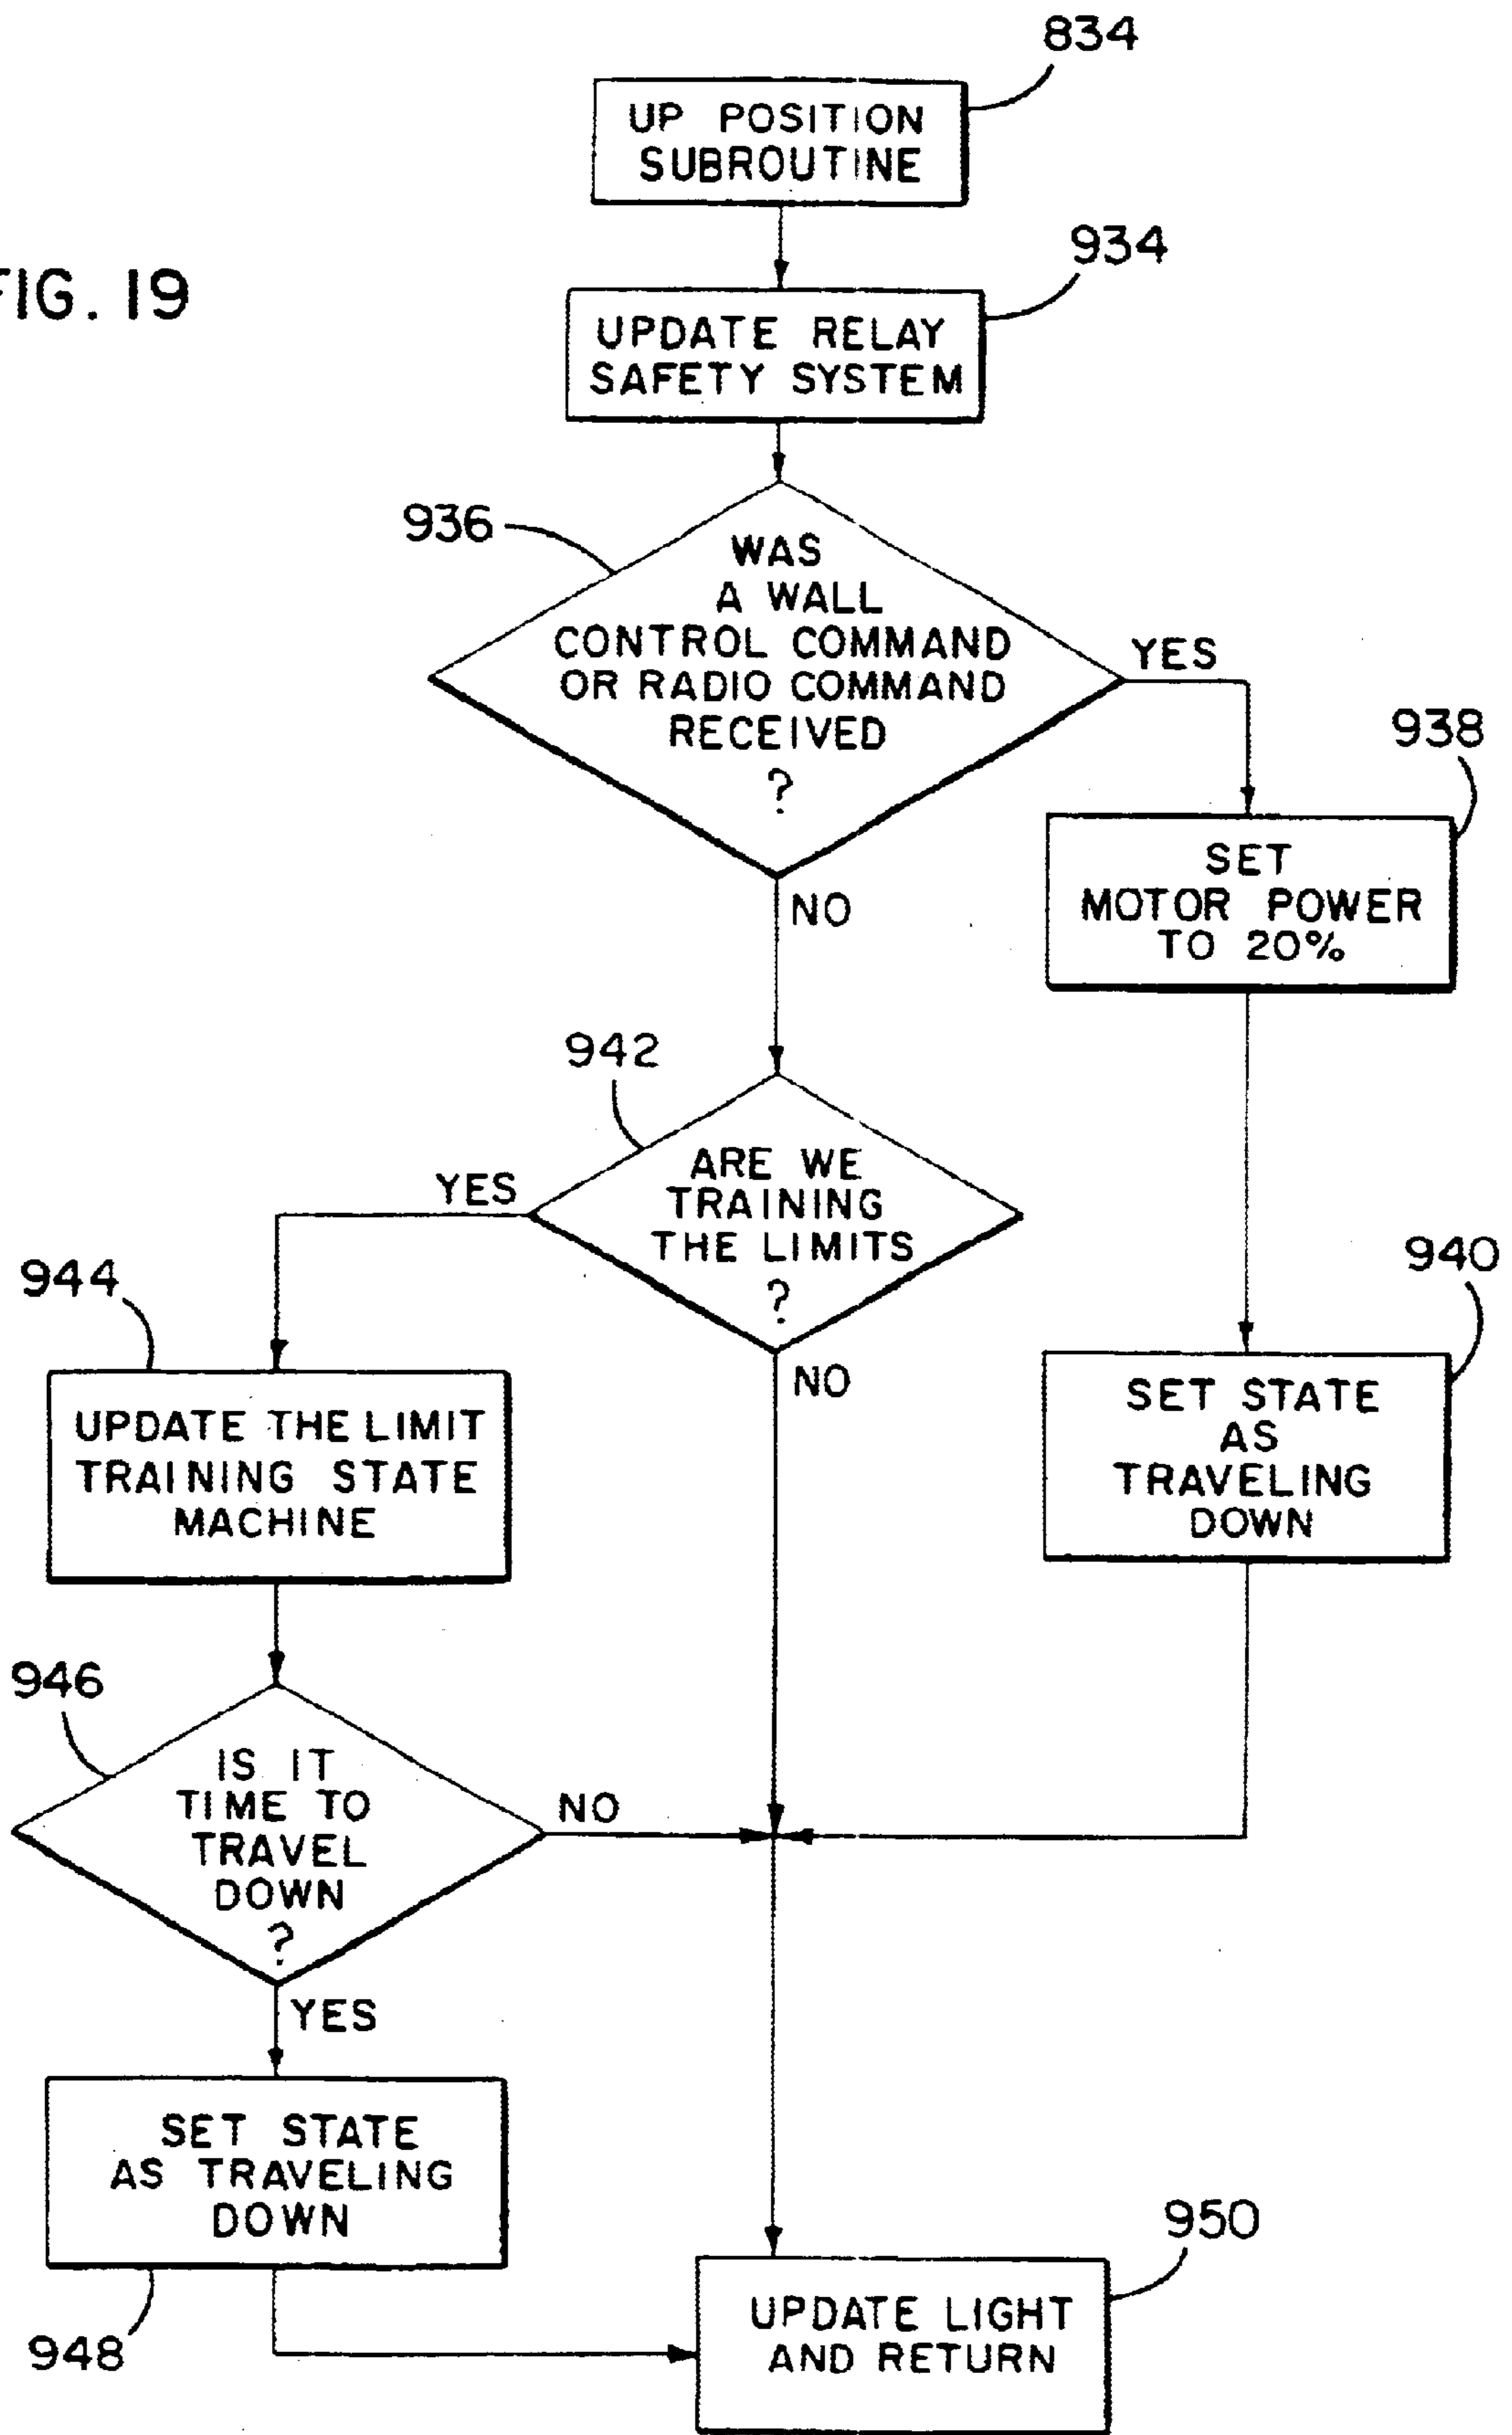 834
UP POSITION
SUBROUTINE
FIG. 19
934
UPDATE RELAY
SAFETY SYSTEM
936
WAS
A WALL
CONTROL COMMAND
OR RADIO COMMAND
RECEIVED
?
YES
NO
938
SET
MOTOR POWER
TO 20%
942
ARE WE
TRAINING
THE LIMITS
?
YES
NO
940
SET STATE
AS
TRAVELING
DOWN
944
UPDATE THE LIMIT
TRAINING STATE
MACHINE
946
IS IT
TIME TO
TRAVEL
DOWN
?
NO
YES
SET STATE
AS TRAVELING
DOWN
948
950
UPDATE LIGHT
AND RETURN